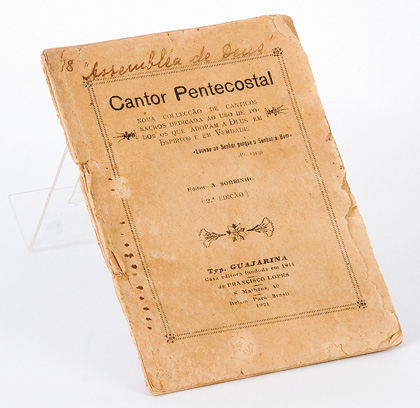 18 "Assembléa de Deus"
Cantor Pentecostal
NOVA COLLECÇÃO DE CANTICOS
SACROS DEDICADA AO USO DE TO-
DOS OS QUE ADORAM A DEUS EM
ESPIRITO E EM VERDADE.
«Louvae ao Senhor porque o Senhor é Bom»
Editor—A. SOBRINHO
(2.ª EDIÇÃO)
Typ. GUAJARINA
Casa editora fundada em 1914
de FRANCISCO LOPES
Belem-Pará-Brasil
1921